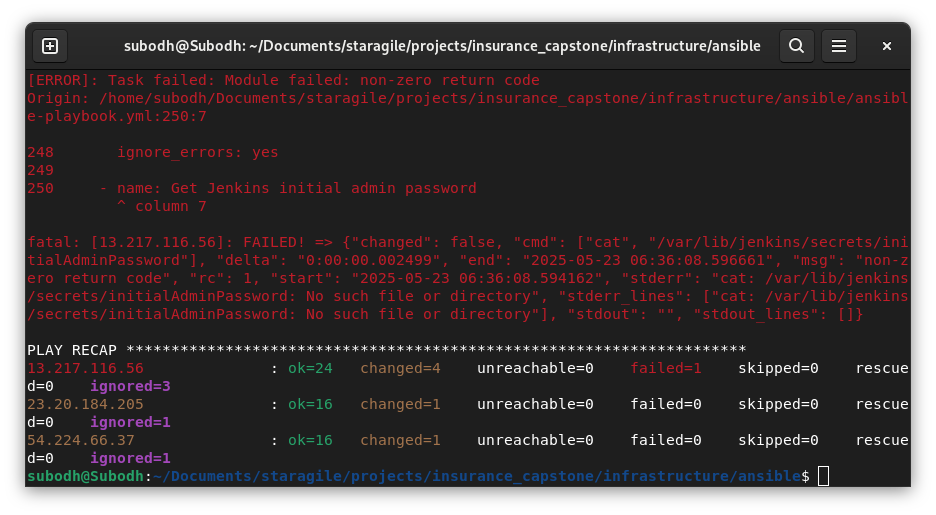 subodh@Subodh: ~/Documents/staragile/projects/insurance_capstone/infrastructure/ansible
[ERROR]: Task failed: Module failed: non-zero return code
Origin: /home/subodh/Documents/staragile/projects/insurance_capstone/infrastructure/ansible/ansibl
e-playbook.yml:250:7
248       ignore_errors: yes
249
250     - name: Get Jenkins initial admin password
^ column 7
fatal: [13.217.116.56]: FAILED! => {"changed": false, "cmd": ["cat", "/var/lib/jenkins/secrets/ini
tialAdminPassword"], "delta": "0:00:00.002499", "end": "2025-05-23 06:36:08.596661", "msg": "non-z
ero return code", "rc": 1, "start": "2025-05-23 06:36:08.594162", "stderr": "cat: /var/lib/jenkins
/secrets/initialAdminPassword: No such file or directory", "stderr_lines": ["cat: /var/lib/jenkins
/secrets/initialAdminPassword: No such file or directory"], "stdout": "", "stdout_lines": []}
PLAY RECAP *********************************************************************
13.217.116.56              : ok=24   changed=4    unreachable=0    failed=1    skipped=0    rescue
d=0    ignored=3
23.20.184.205              : ok=16   changed=1    unreachable=0    failed=0    skipped=0    rescue
d=0    ignored=1
54.224.66.37               : ok=16   changed=1    unreachable=0    failed=0    skipped=0    rescue
d=0    ignored=1
subodh@Subodh:~/Documents/staragile/projects/insurance_capstone/infrastructure/ansible$